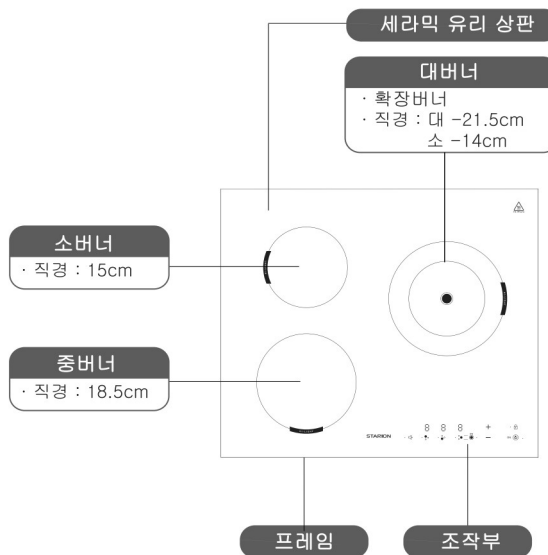 세라믹 유리 상판
대버너
· 확장버너
· 직경 : 대 -21.5cm
소 -14cm
소버너
· 직경 : 15cm
중버너
· 직경 : 18.5cm
STARION
프레임
조작부